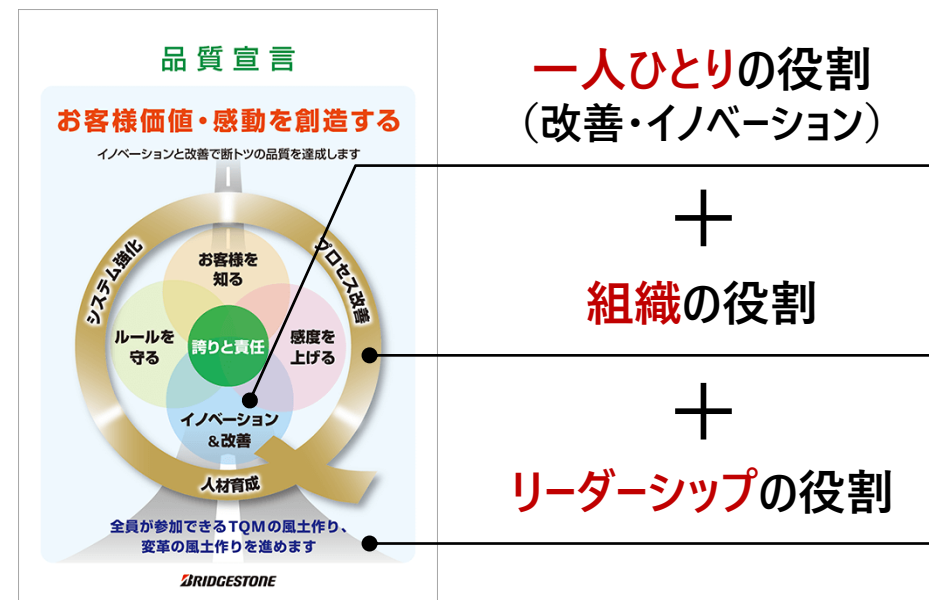 品質宣言
お客様価値・感動を創造する
イノベーションと改善で断トツの品質を達成します
システム強化
プロセス改善
お客様を
知る
ルールを
守る
誇りと責任
感度を
上げる
イノベーション
&改善
人材育成
全員が参加できるTQMの風土作り、
変革の風土作りを進めます
BRIDGESTONE
一人ひとりの役割
（改善・イノベーション）
＋
組織の役割
＋
リーダーシップの役割